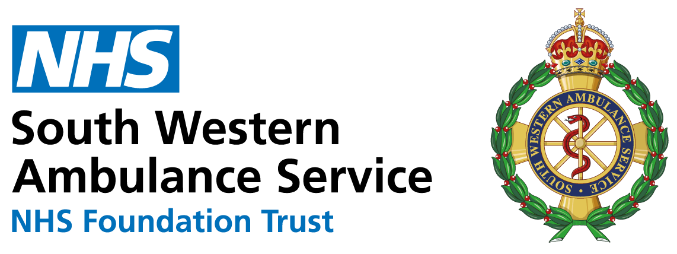 NHS
South Western
Ambulance Service
NHS Foundation Trust
SOUTH WESTERN AMBULANCE SERVICE